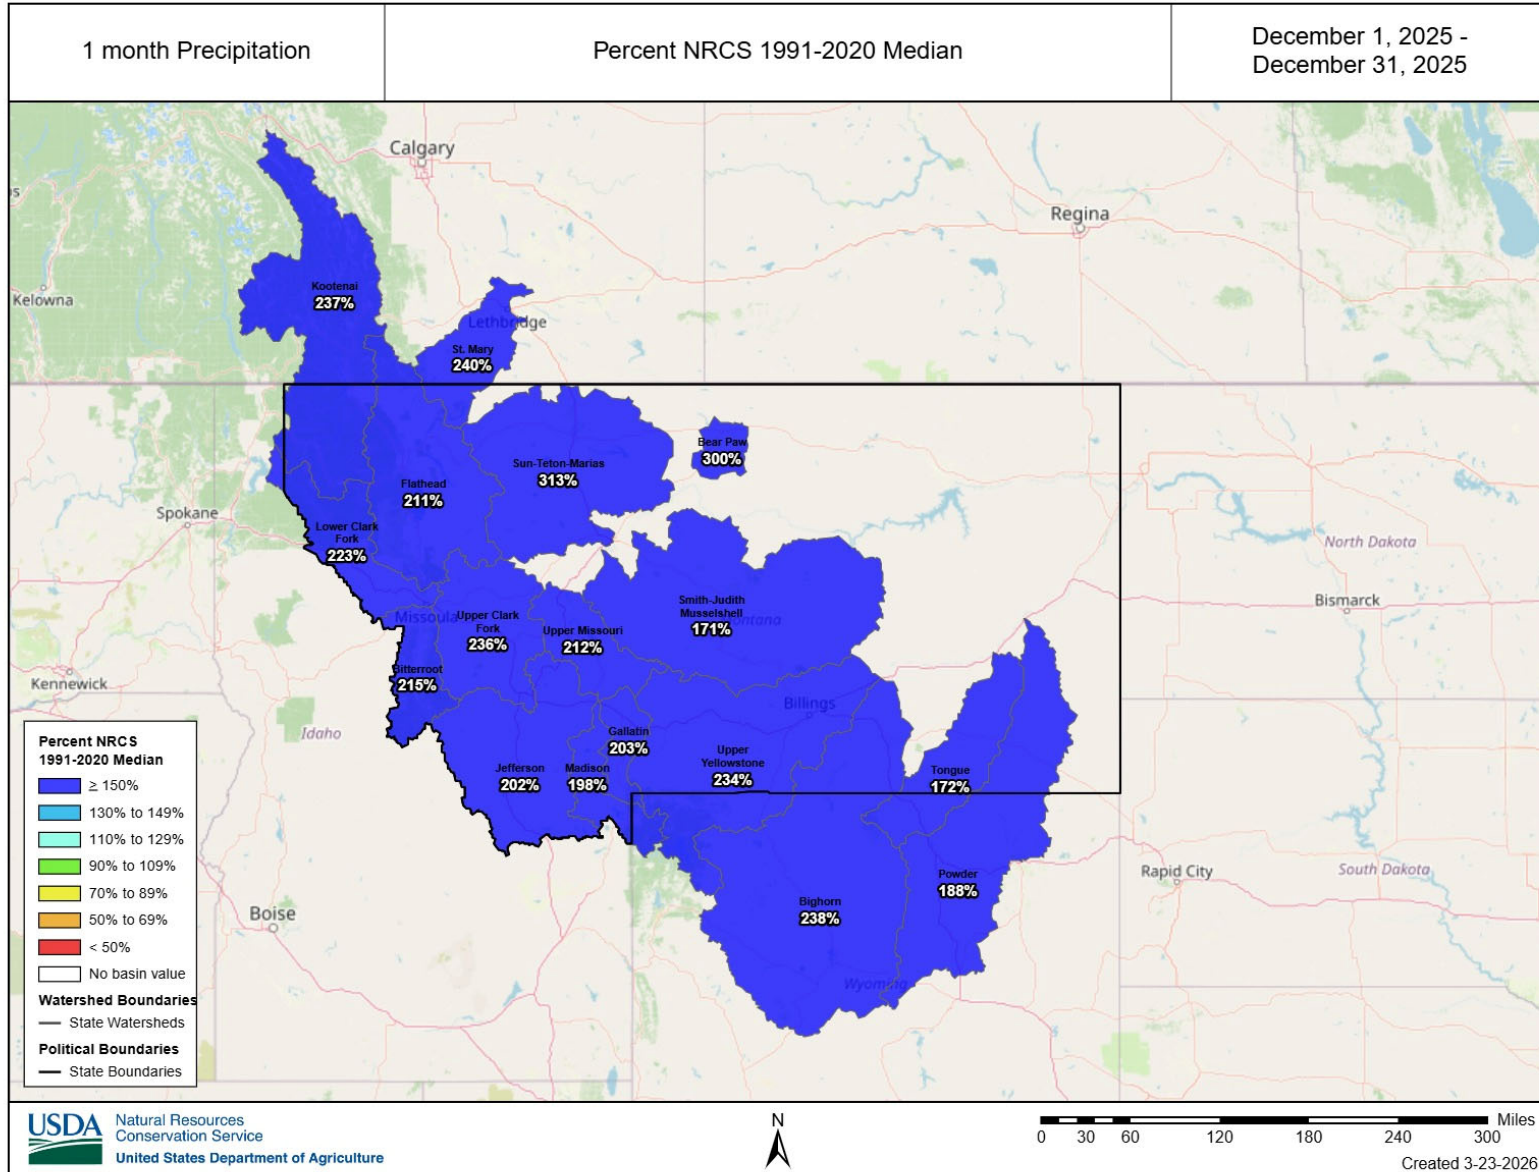 1 month Precipitation
Percent NRCS 1991-2020 Median
December 1, 2025 -
December 31, 2025
Calgary
Regina
Kelowna
Kootenai
237%
Lethbridge
St. Mary
240%
Bear Paw
300%
Sun-Teton-Marias
313%
Flathead
211%
Spokane
Lower Clark
Fork
223%
North Dakota
Bismarck
Smith-Judith
Musselshell
171%
Missoula
Upper Clark
Fork
236%
Upper Missouri
212%
Bitterroot
215%
Kennewick
Billings
Idaho
Gallatin
203%
Upper
Yellowstone
234%
Jefferson
202%
Madison
198%
Tongue
172%
Rapid City
South Dakota
Powder
188%
Bighorn
238%
Boise
Wyoming
Percent NRCS
1991-2020 Median
≥ 150%
130% to 149%
110% to 129%
90% to 109%
70% to 89%
50% to 69%
< 50%
No basin value
Watershed Boundaries
State Watersheds
Political Boundaries
State Boundaries
USDA
Natural Resources
Conservation Service
United States Department of Agriculture
N
0 30 60 120 180 240 300 Miles
Created 3-23-2026